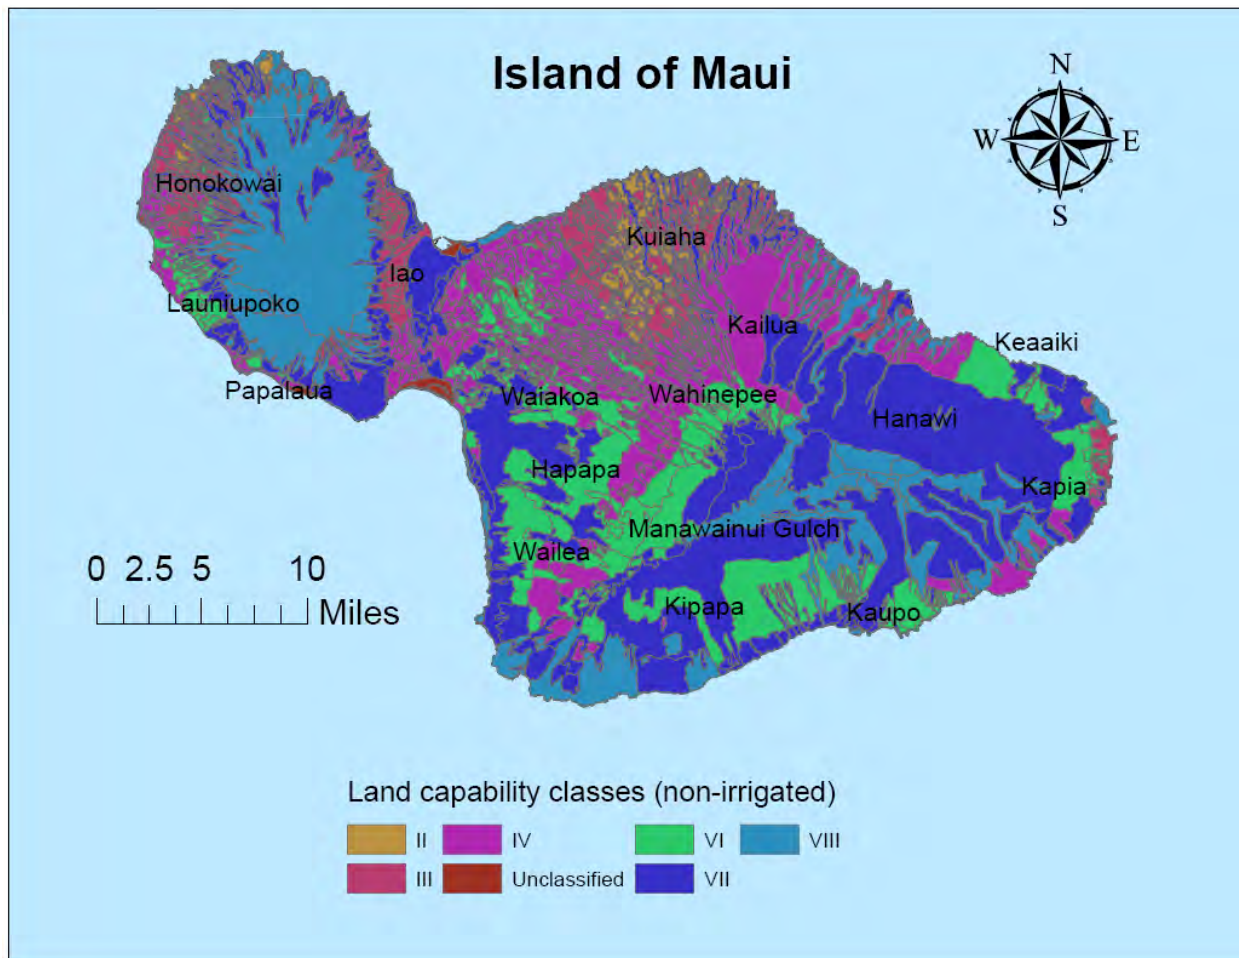 Island of Maui
N
W E
S
Honokowai
Kuiaha
Iao
Launiupoko
Kailua
Keaaiki
Papalaua
Waiakoa
Wahinepee
Hanawi
Hapapa
Kapia
Manawainui Gulch
Wailea
Kipapa
Kaupo
0 2.5 5 10
Miles
Land capability classes (non-irrigated)
II IV VI VIII
III Unclassified VII